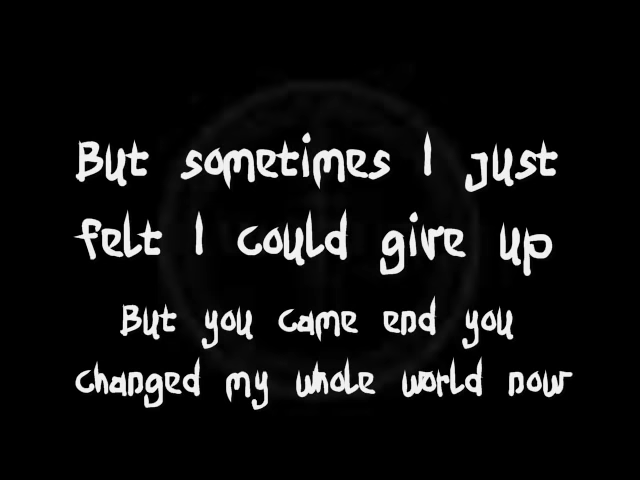 But sometimes I just
felt I could give up
But you came end you
changed my whole world now